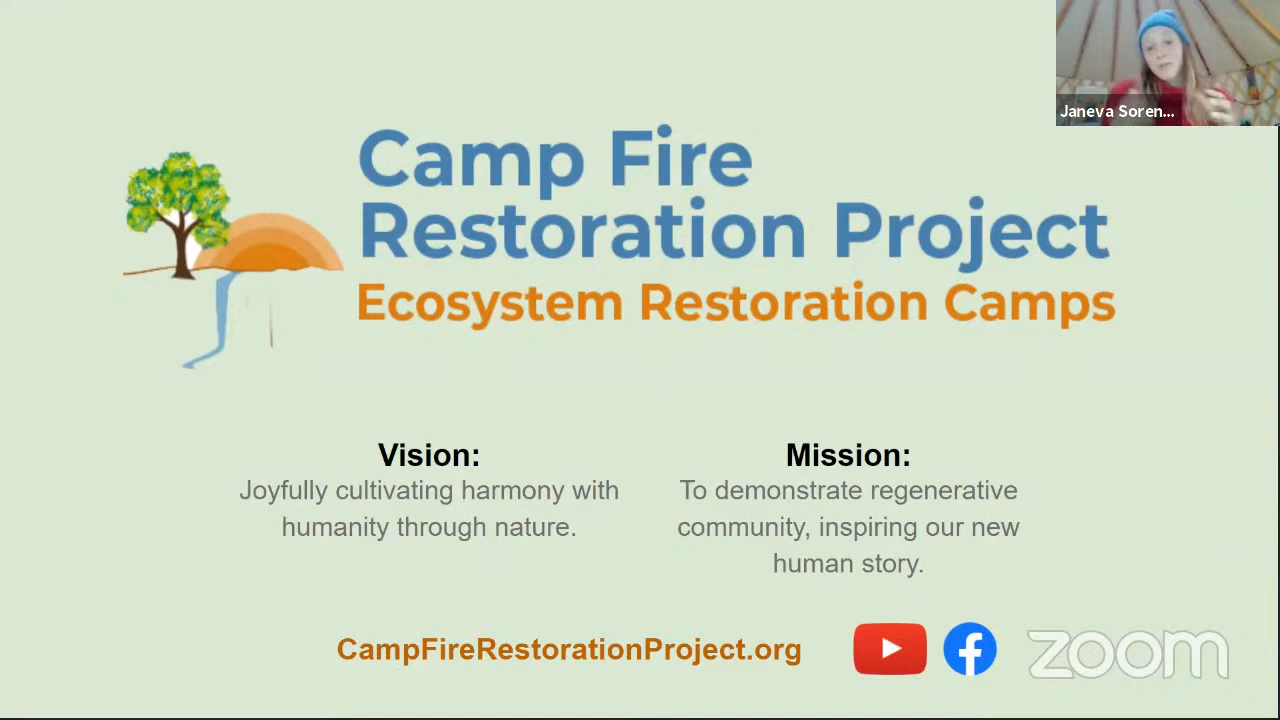 Janeva Soren...
Camp Fire
Restoration Project
Ecosystem Restoration Camps
Vision:
Joyfully cultivating harmony with
humanity through nature.
Mission:
To demonstrate regenerative
community, inspiring our new
human story.
CampFireRestorationProject.org
zoom